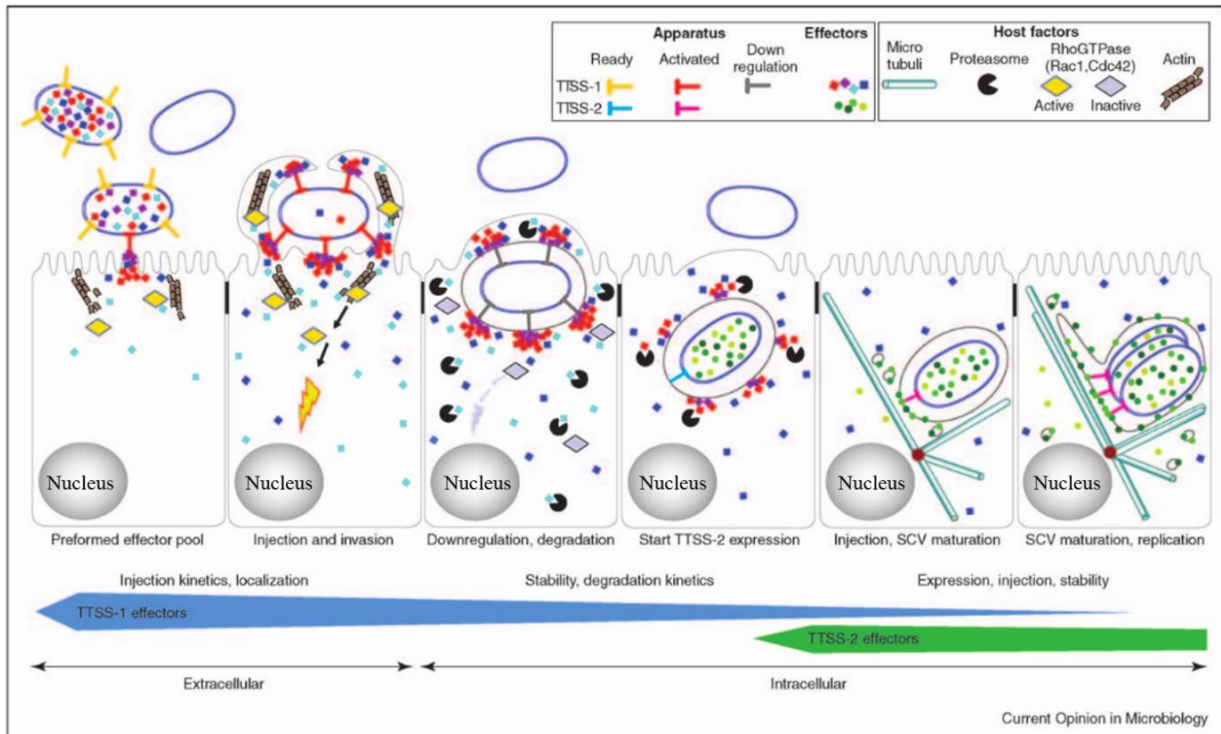 Apparatus
Effectors
Ready
Activated
Down
regulation
TTSS-1
TTSS-2
Host factors
Micro
tubuli
Proteasome
RhoGTPase
(Rac1,Cdc42)
Actin
Active
Inactive
Nucleus
Nucleus
Nucleus
Nucleus
Nucleus
Nucleus
Preformed effector pool
Injection and invasion
Downregulation, degradation
Start TTSS-2 expression
Injection, SCV maturation
SCV maturation, replication
Injection kinetics, localization
Stability, degradation kinetics
Expression, injection, stability
TTSS-1 effectors
TTSS-2 effectors
Extracellular
Intracellular
Current Opinion in Microbiology